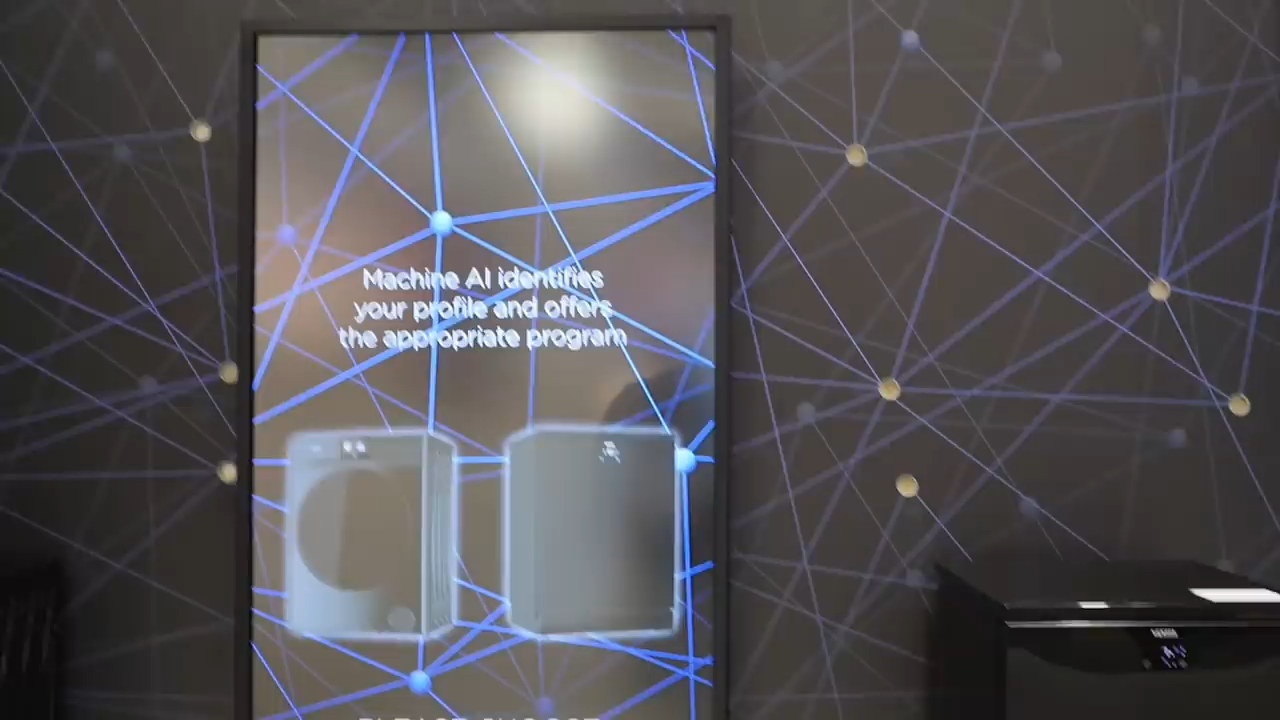 Machine AI identifies
your profile and offers
the appropriate program